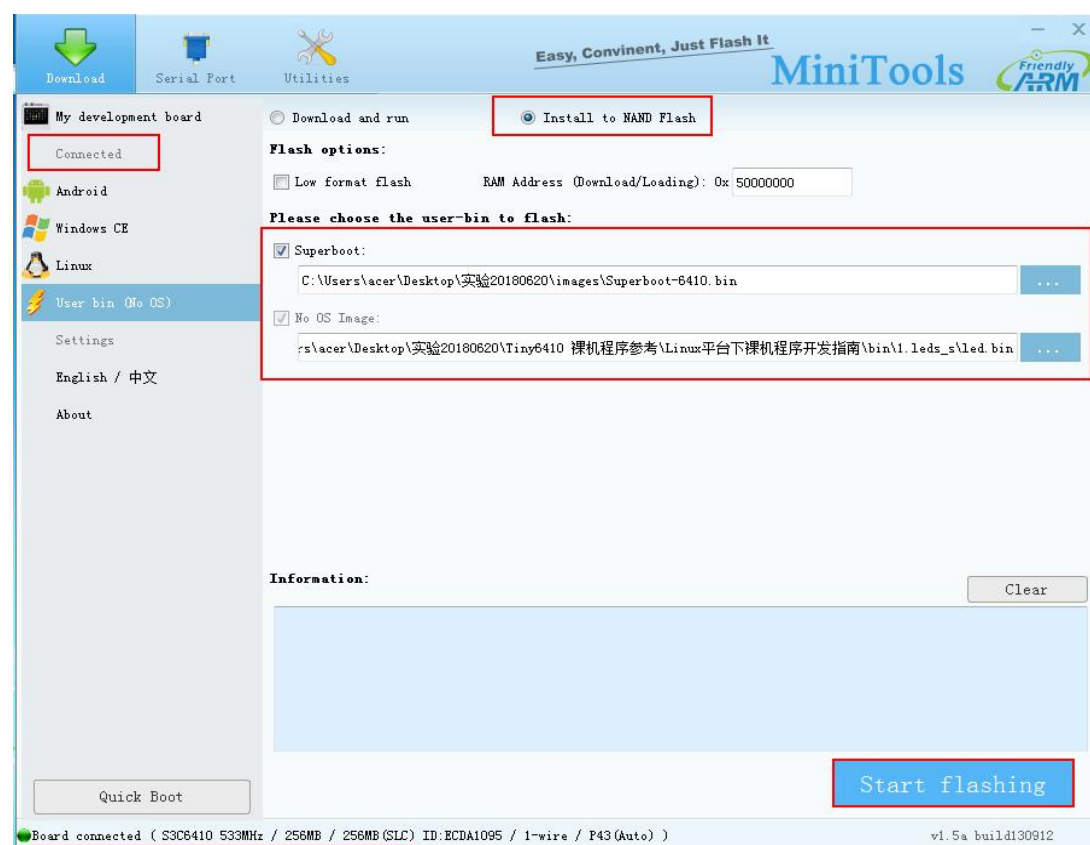 Easy, Convinent, Just Flash It
MiniTools
Friendly
ARM
Download
Serial Port
Utilities
My development board
Connected
Android
Windows CE
Linux
User bin (No OS)
Settings
English / 中文
About
Quick Boot
Download and run
Install to NAND Flash
Flash options:
Low format flash
RAM Address (Download/Loading): 0x 50000000
Please choose the user-bin to flash:
Superboot:
C:\Users\acer\Desktop\实验20180620\images\Superboot-6410.bin
...
No OS Image:
rs\acer\Desktop\实验20180620\Tiny6410 裸机程序参考\Linux平台下裸机程序开发指南\bin\1.leds_s\led.bin
...
Information:
Clear
Start flashing
Board connected ( S3C6410 533MHz / 256MB / 256MB(SLC) ID:ECDA1095 / 1-wire / P43(Auto) )
v1.5a build130912